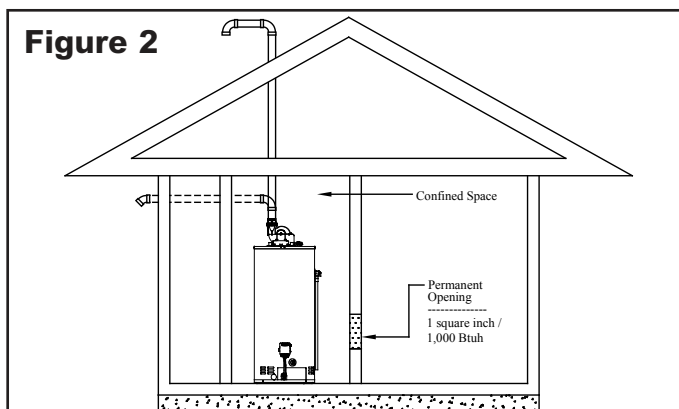 Figure 2
Confined Space
Permanent
Opening
--------------
1 square inch /
1,000 Btuh